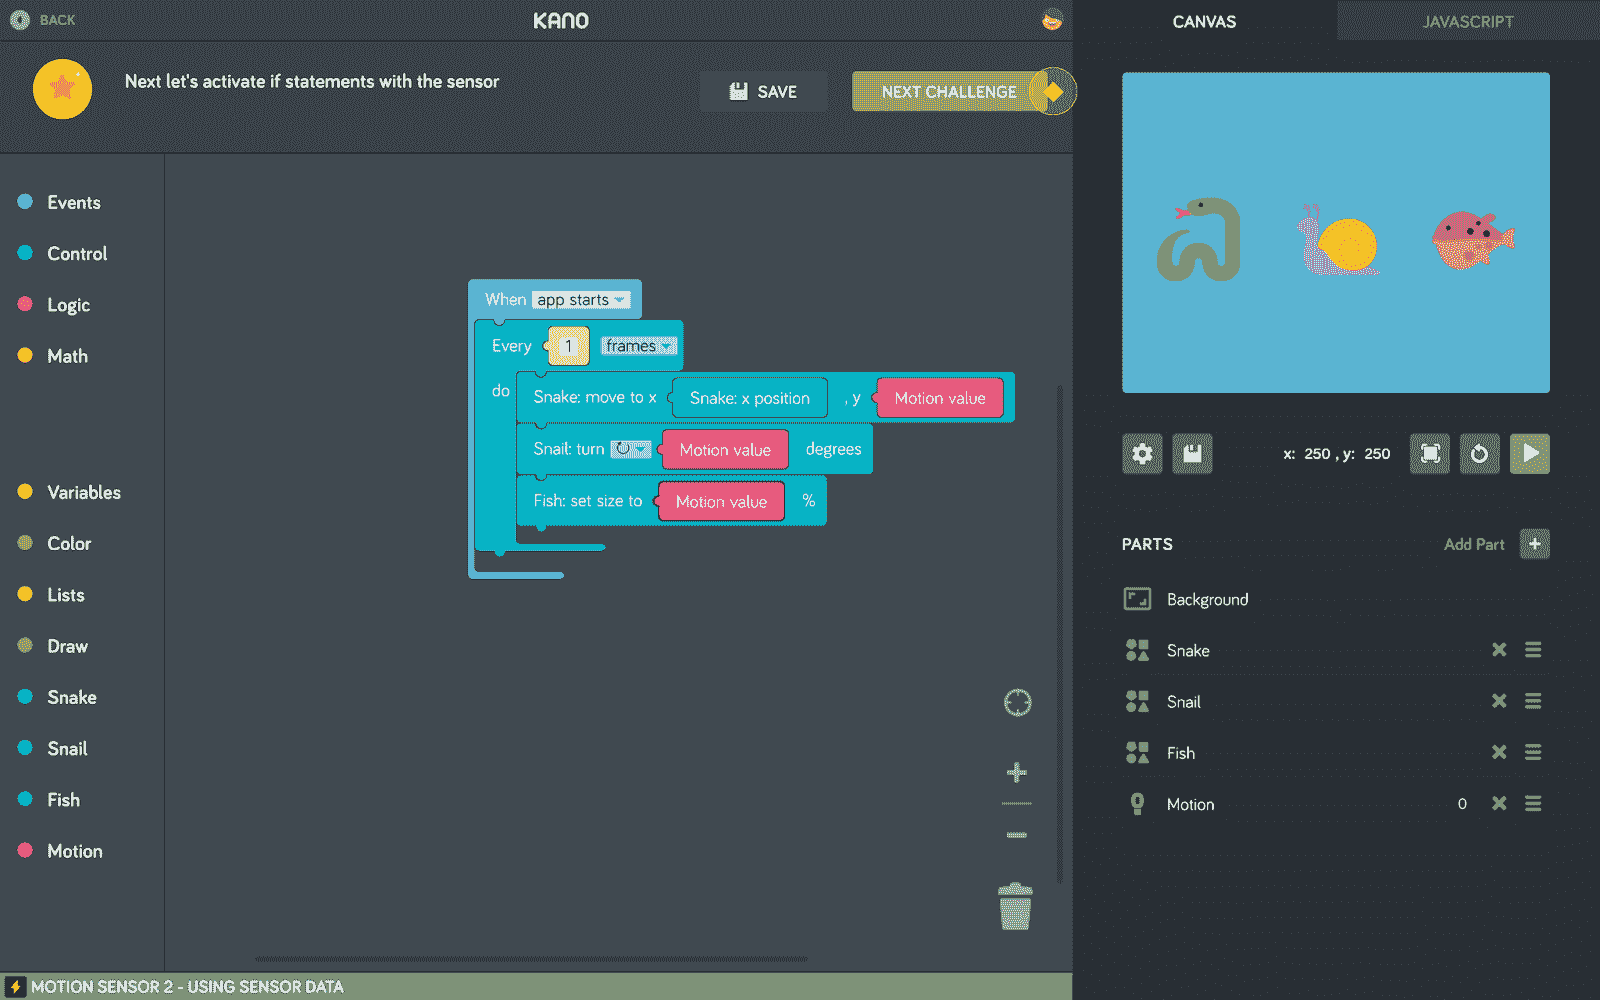 BACK
KANO
Next let's activate if statements with the sensor
SAVE
NEXT CHALLENGE
Events
Control
Logic
Math
Variables
Color
Lists
Draw
Snake
Snail
Fish
Motion
When app starts
Every 1 frames
do Snake: move to x Snake: x position , y Motion value
Snail: turn Motion value degrees
Fish: set size to Motion value %
MOTION SENSOR 2 - USING SENSOR DATA
CANVAS JAVASCRIPT
x: 250 , y: 250
PARTS Add Part
Background
Snake
Snail
Fish
Motion 0